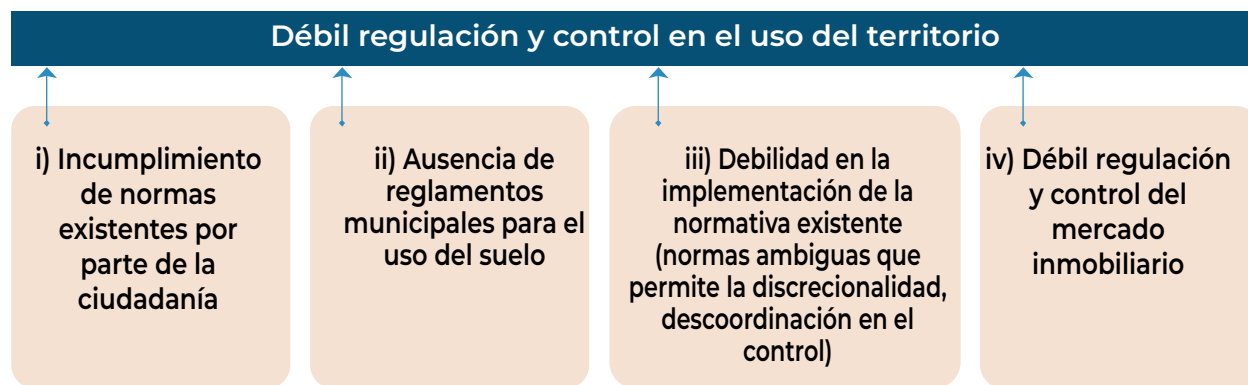 Débil regulación y control en el uso del territorio
i) Incumplimiento
de normas
existentes por
parte de la
ciudadanía
ii) Ausencia de
reglamentos
municipales para el
uso del suelo
iii) Debilidad en la
implementación de la
normativa existente
(normas ambiguas que
permite la discrecionalidad,
descoordinación en el
control)
iv) Débil regulación
y control del
mercado
inmobiliario